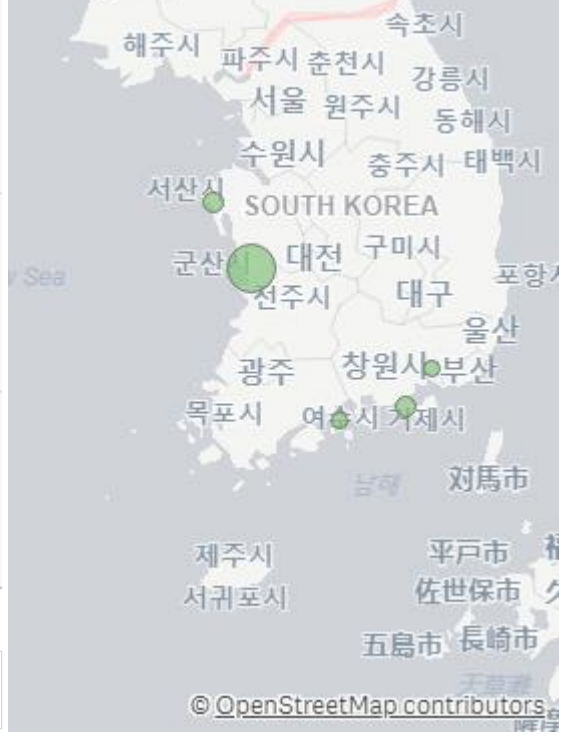 속초시
해주시
파주시 춘천시
강릉시
서울 원주시
동해시
수원시
충주시 태백시
서산시
SOUTH KOREA
군산시 대전 구미시
포항시
전주시 대구
울산
광주 창원시 부산
목포시 여수시 거제시
남해
対馬市
제주시
平戸市
서귀포시
佐世保市
五島市 長崎市
天草灘
© OpenStreetMap contributors